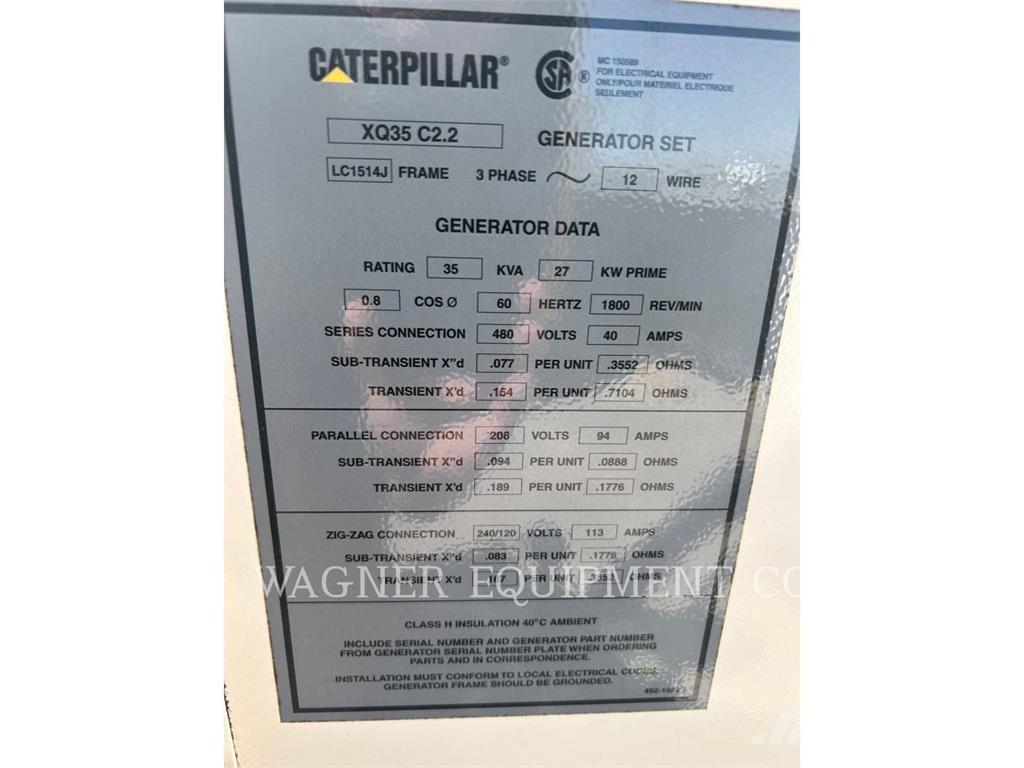 CATERPILLAR®
CSA ®
MC 150589
FOR ELECTRICAL EQUIPMENT
ONLY/POUR MATERIEL ELECTRIQUE
SEULEMENT
XQ35 C2.2 GENERATOR SET
LC1514J FRAME 3 PHASE 12 WIRE
GENERATOR DATA
RATING 35 KVA 27 KW PRIME
0.8 COS Ø 60 HERTZ 1800 REV/MIN
SERIES CONNECTION 480 VOLTS 40 AMPS
SUB-TRANSIENT X"d .077 PER UNIT .3552 OHMS
TRANSIENT X'd .154 PER UNIT .7104 OHMS
PARALLEL CONNECTION 208 VOLTS 94 AMPS
SUB-TRANSIENT X"d .094 PER UNIT .0888 OHMS
TRANSIENT X'd .189 PER UNIT .1776 OHMS
ZIG-ZAG CONNECTION 240/120 VOLTS 113 AMPS
SUB-TRANSIENT X"d .083 PER UNIT .1776 OHMS
TRANSIENT X'd .167 PER UNIT .3552 OHMS
WAGNER EQUIPMENT CO
CLASS H INSULATION 40°C AMBIENT
INCLUDE SERIAL NUMBER AND GENERATOR PART NUMBER
FROM GENERATOR SERIAL NUMBER PLATE WHEN ORDERING
PARTS AND IN CORRESPONDENCE.
INSTALLATION MUST CONFORM TO LOCAL ELECTRICAL CODES.
GENERATOR FRAME SHOULD BE GROUNDED.